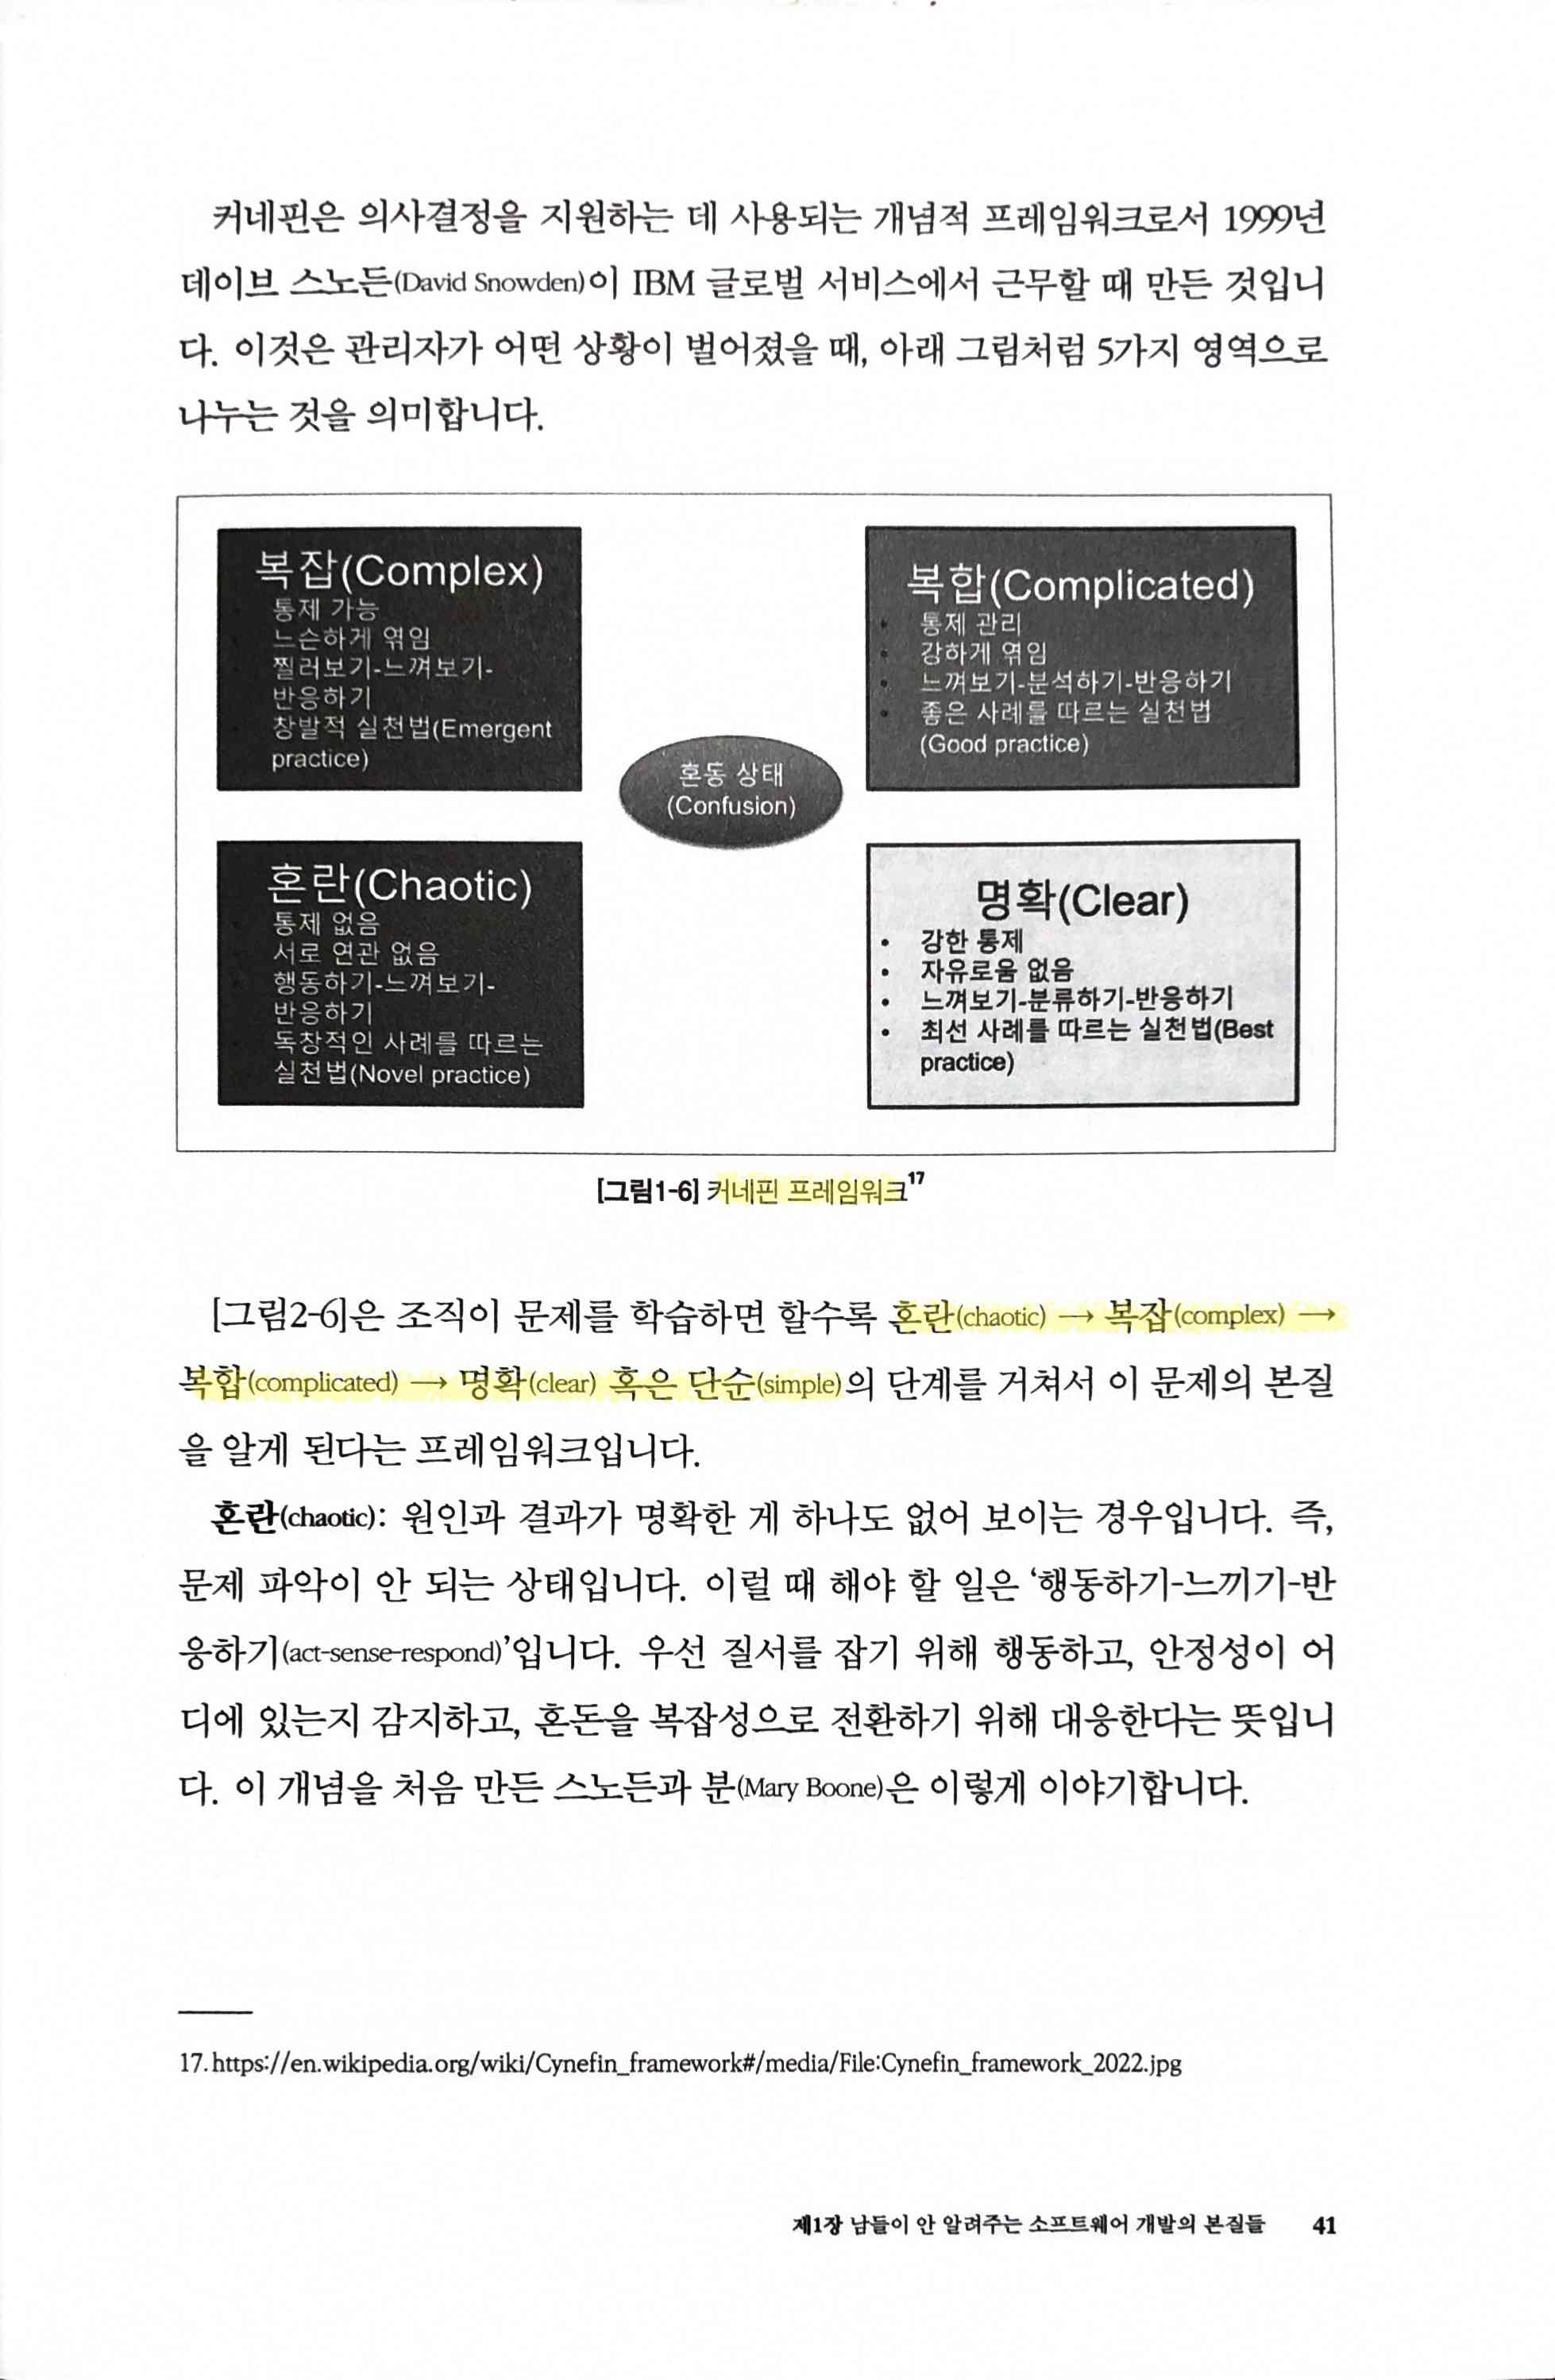 커네핀은 의사결정을 지원하는 데 사용되는 개념적 프레임워크로서 1999년
데이브 스노든(David Snowden)이 IBM 글로벌 서비스에서 근무할 때 만든 것입니
다. 이것은 관리자가 어떤 상황이 벌어졌을 때, 아래 그림처럼 5가지 영역으로
나누는 것을 의미합니다.
복잡(Complex)
통제 가능
느슨하게 엮임
찔러보기-느껴보기-
반응하기
창발적 실천법(Emergent
practice)
복합(Complicated)
• 통제 관리
• 강하게 엮임
• 느껴보기-분석하기-반응하기
• 좋은 사례를 따르는 실천법
(Good practice)
혼동 상태
(Confusion)
혼란(Chaotic)
통제 없음
서로 연관 없음
행동하기-느껴보기-
반응하기
독창적인 사례를 따르는
실천법(Novel practice)
명확(Clear)
• 강한 통제
• 자유로움 없음
• 느껴보기-분류하기-반응하기
• 최선 사례를 따르는 실천법(Best
practice)
[그림1-6] 커네핀 프레임워크17
[그림2-6]은 조직이 문제를 학습하면 할수록 혼란(chaotic) → 복잡(complex) →
복합(complicated) → 명확(clear) 혹은 단순(simple)의 단계를 거쳐서 이 문제의 본질
을 알게 된다는 프레임워크입니다.
혼란(chaotic): 원인과 결과가 명확한 게 하나도 없어 보이는 경우입니다. 즉,
문제 파악이 안 되는 상태입니다. 이럴 때 해야 할 일은 ‘행동하기-느끼기-반
응하기(act-sense-respond)’입니다. 우선 질서를 잡기 위해 행동하고, 안정성이 어
디에 있는지 감지하고, 혼돈을 복잡성으로 전환하기 위해 대응한다는 뜻입니
다. 이 개념을 처음 만든 스노든과 분(Mary Boone)은 이렇게 이야기합니다.
17. https://en.wikipedia.org/wiki/Cynefin_framework#/media/File:Cynefin_framework_2022.jpg
제1장 남들이 안 알려주는 소프트웨어 개발의 본질들 41